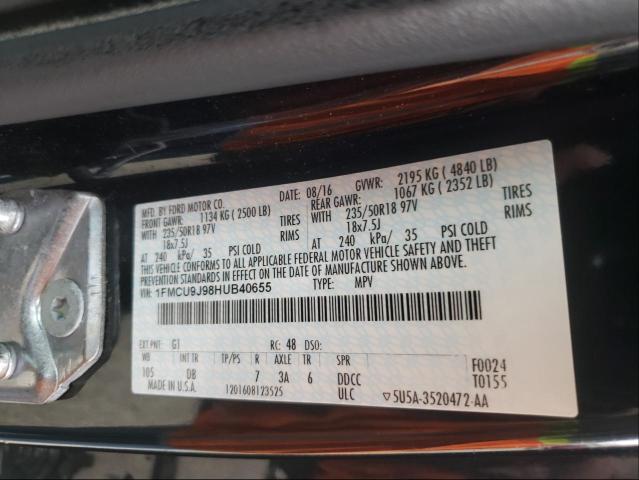 MFD. BY FORD MOTOR CO.
DATE: 08/16 GVWR: 2195 KG ( 4840 LB)
FRONT GAWR: 1134 KG ( 2500 LB)
REAR GAWR: 1067 KG ( 2352 LB)
WITH 235/50R18 97V TIRES
WITH 235/50R18 97V TIRES
18x7.5J RIMS
18x7.5J RIMS
AT 240 kPa/ 35 PSI COLD
AT 240 kPa/ 35 PSI COLD
THIS VEHICLE CONFORMS TO ALL APPLICABLE FEDERAL MOTOR VEHICLE SAFETY AND THEFT
PREVENTION STANDARDS IN EFFECT ON THE DATE OF MANUFACTURE SHOWN ABOVE.
1FMCU9J98HUB40655 TYPE: MPV
EXT PNT: G1 RC: 48 DSO:
WB INT TR TP/PS R AXLE TR SPR
105 DB 7 3A 6 DDCC F0024
MADE IN U.S.A. 1201608123525 ULC T0155
▽5U5A-3520472-AA